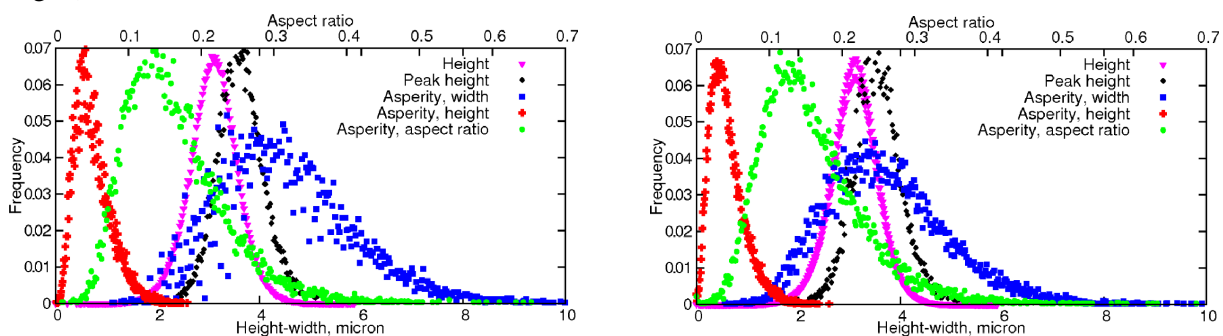 Aspect ratio
0 0.1 0.2 0.3 0.4 0.5 0.6 0.7
0.07
0.06
0.05
0.04
0.03
0.02
0.01
0
Frequency
Height
Peak height
Asperity, width
Asperity, height
Asperity, aspect ratio
0 2 4 6 8 10
Height-width, micron
Aspect ratio
0 0.1 0.2 0.3 0.4 0.5 0.6 0.7
0.07
0.06
0.05
0.04
0.03
0.02
0.01
0
Frequency
Height
Peak height
Asperity, width
Asperity, height
Asperity, aspect ratio
0 2 4 6 8 10
Height-width, micron